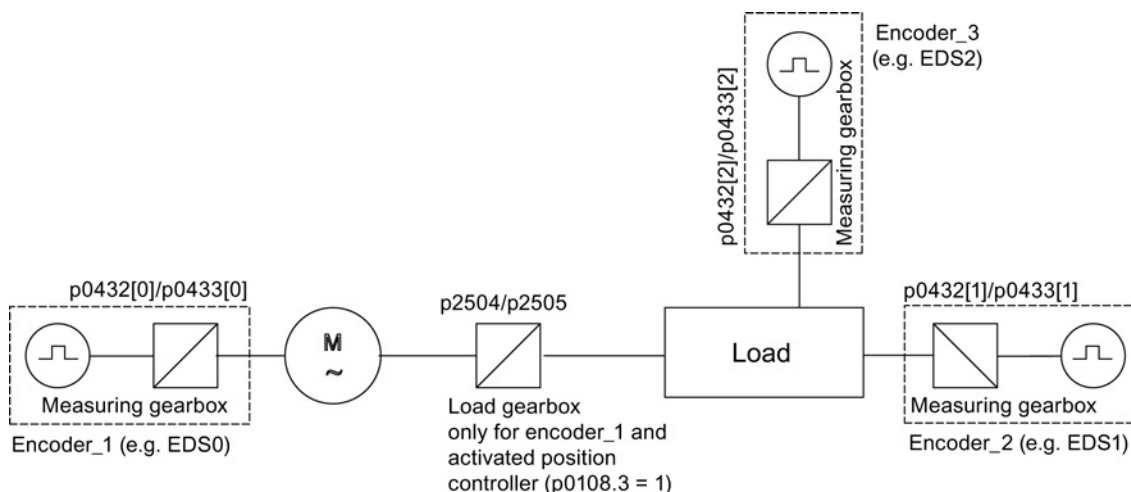 Encoder_3
(e.g. EDS2)
p0432[2]/p0433[2]
Measuring gearbox
p0432[0]/p0433[0]
p2504/p2505
p0432[1]/p0433[1]
M
~
Load
Measuring gearbox
Encoder_1 (e.g. EDS0)
Load gearbox
only for encoder_1 and
activated position
controller (p0108.3 = 1)
Measuring gearbox
Encoder_2 (e.g. EDS1)